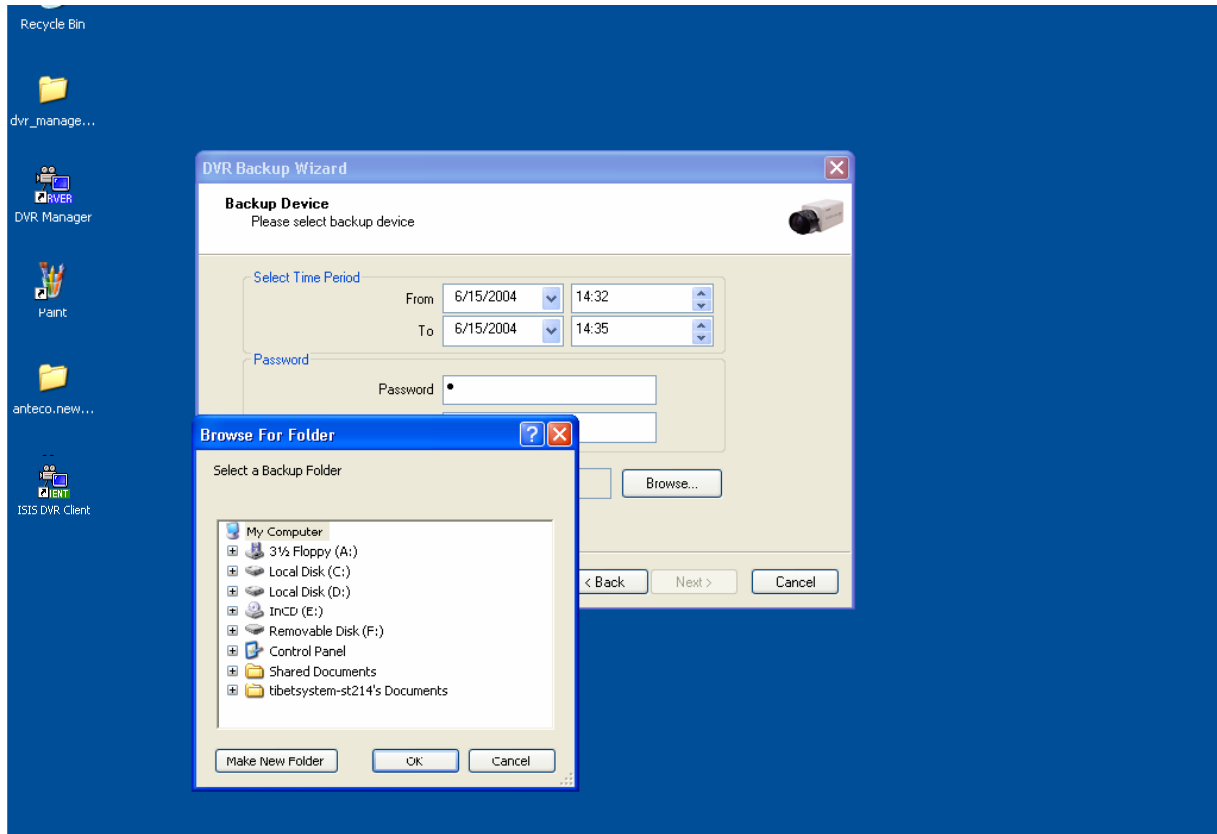 Recycle Bin
dvr_manage...
RVER
DVR Manager
Paint
anteco.new...
IENT
ISIS DVR Client
DVR Backup Wizard
Backup Device
Please select backup device
Select Time Period
From 6/15/2004 14:32
To 6/15/2004 14:35
Password
Password •
Browse...
< Back Next > Cancel
Browse For Folder
Select a Backup Folder
My Computer
3½ Floppy (A:)
Local Disk (C:)
Local Disk (D:)
InCD (E:)
Removable Disk (F:)
Control Panel
Shared Documents
tibetsystem-st214's Documents
Make New Folder OK Cancel